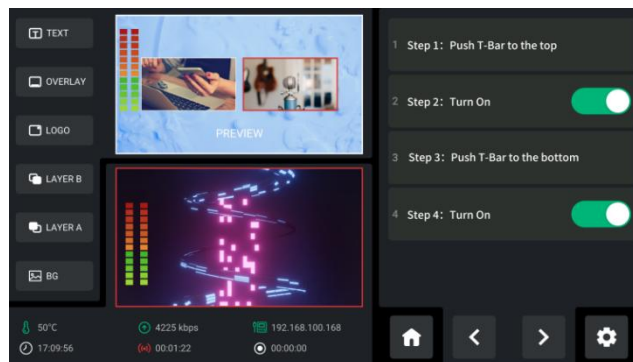 TEXT
OVERLAY
LOGO
LAYER B
LAYER A
BG
PREVIEW
50°C
4225 kbps
192.168.100.168
17:09:56
00:01:22
00:00:00
1 Step 1: Push T-Bar to the top
2 Step 2: Turn On
3 Step 3: Push T-Bar to the bottom
4 Step 4: Turn On